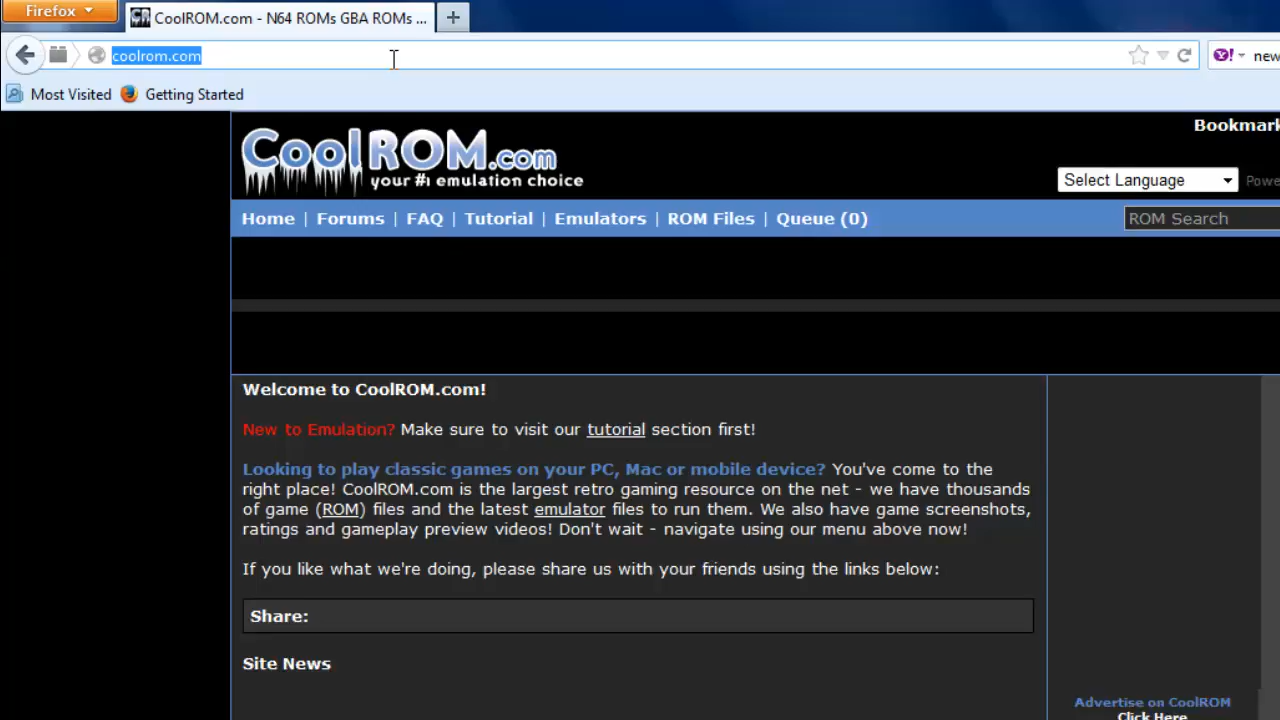 Firefox
CoolROM.com - N64 ROMs GBA ROMs ...
coolrom.com
Y! new
Most Visited Getting Started
Bookmark
CoolROM.com
your #1 emulation choice
Select Language Powe
Home | Forums | FAQ | Tutorial | Emulators | ROM Files | Queue (0) ROM Search
Welcome to CoolROM.com!
New to Emulation? Make sure to visit our tutorial section first!
Looking to play classic games on your PC, Mac or mobile device? You've come to the
right place! CoolROM.com is the largest retro gaming resource on the net - we have thousands
of game (ROM) files and the latest emulator files to run them. We also have game screenshots,
ratings and gameplay preview videos! Don't wait - navigate using our menu above now!
If you like what we're doing, please share us with your friends using the links below:
Share:
Site News
Advertise on CoolROM
Click Here